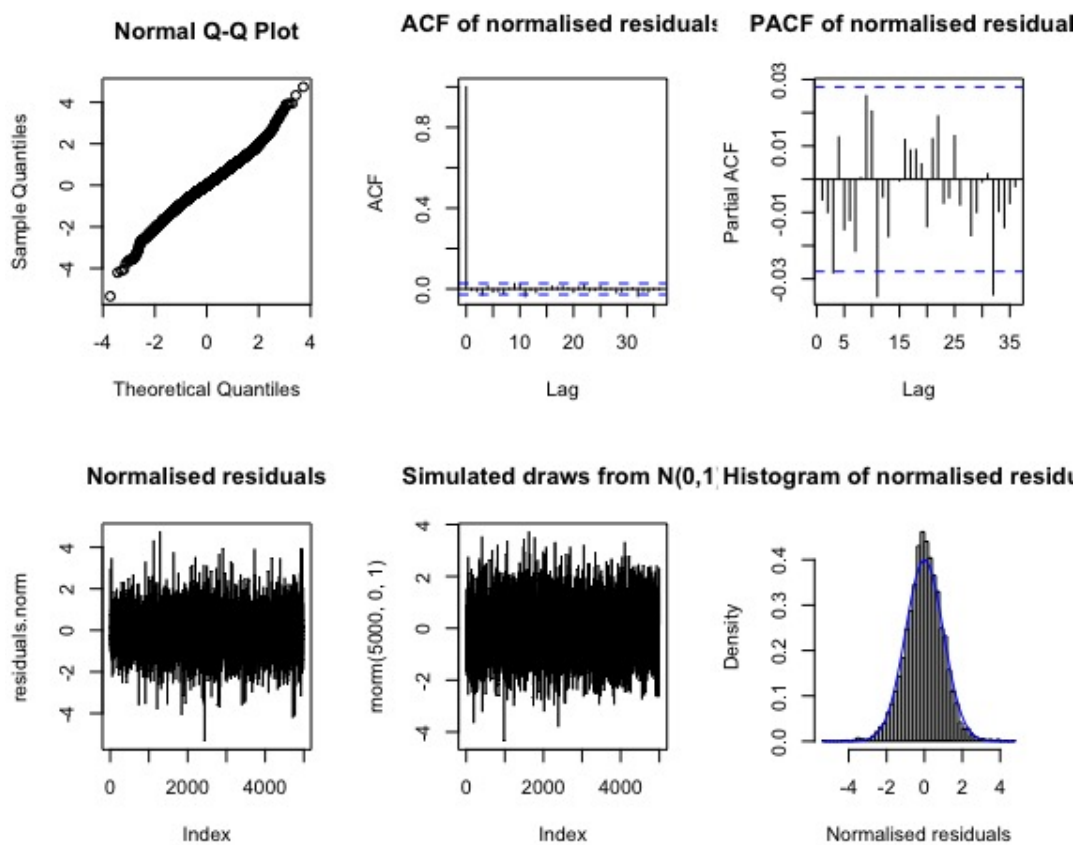 Normal Q-Q Plot
Sample Quantiles
4
2
0
-2
-4
-4 -2 0 2 4
Theoretical Quantiles
ACF of normalised residuals
ACF
0.8
0.4
0.0
0 10 20 30
Lag
PACF of normalised residual
Partial ACF
0.03
0.01
-0.01
-0.03
0 5 15 25 35
Lag
Normalised residuals
residuals.norm
4
2
0
-2
-4
0 2000 4000
Index
Simulated draws from N(0,1)
rnorm(5000, 0, 1)
4
2
0
-2
-4
0 2000 4000
Index
Histogram of normalised residu
Density
0.4
0.3
0.2
0.1
0.0
-4 -2 0 2 4
Normalised residuals